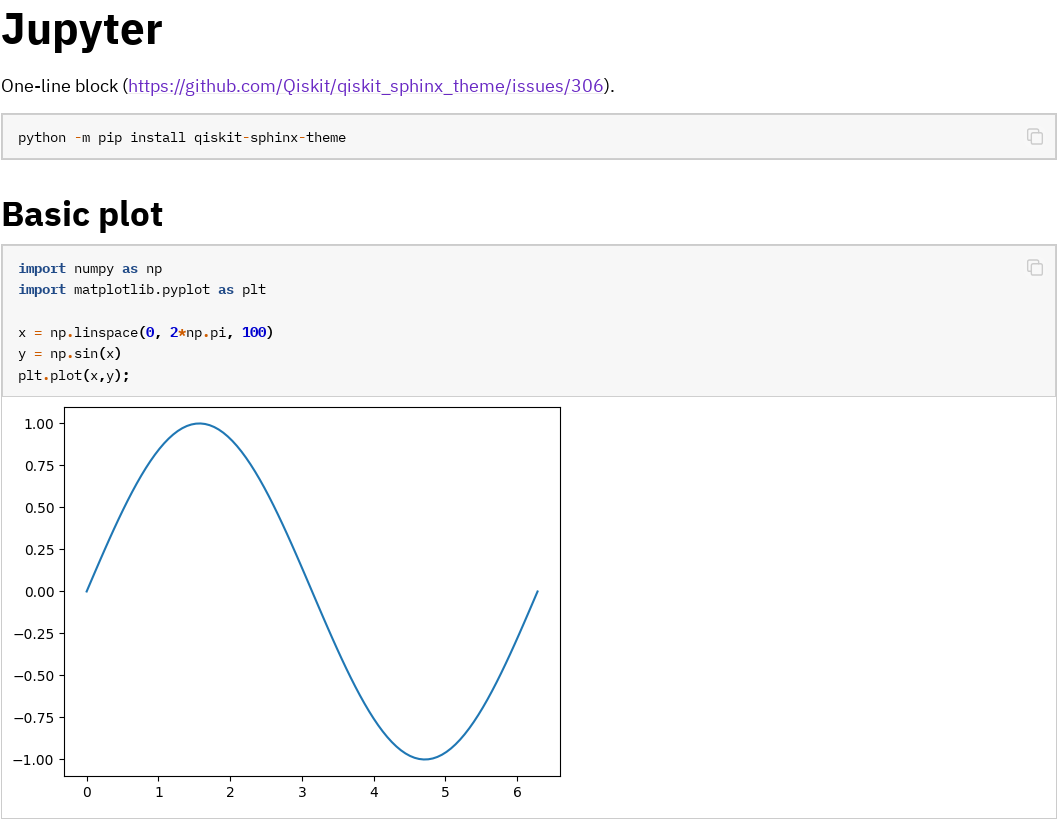 Jupyter
One-line block (https://github.com/Qiskit/qiskit_sphinx_theme/issues/306).
python -m pip install qiskit-sphinx-theme
Basic plot
import numpy as np
import matplotlib.pyplot as plt
x = np.linspace(0, 2*np.pi, 100)
y = np.sin(x)
plt.plot(x,y);
1.00
0.75
0.50
0.25
0.00
−0.25
−0.50
−0.75
−1.00
0 1 2 3 4 5 6